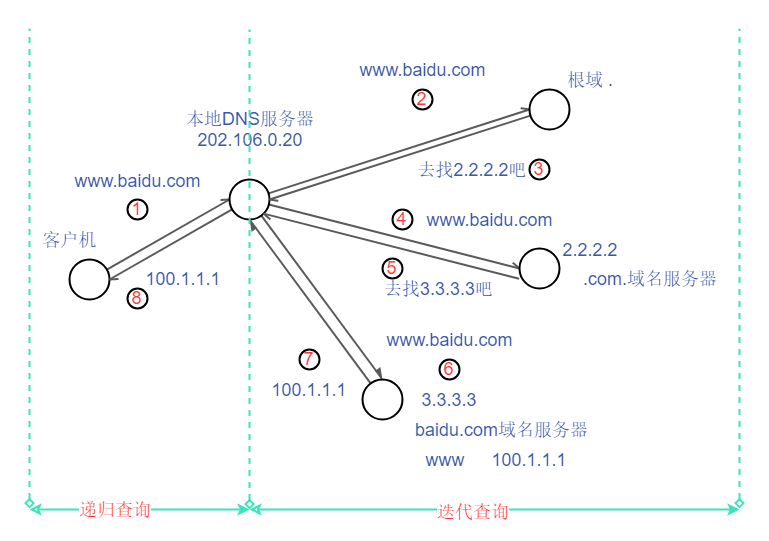 www.baidu.com
②
根域 .
本地DNS服务器
202.106.0.20
去找2.2.2.2吧 ③
www.baidu.com
①
④ www.baidu.com
客户机
2.2.2.2
.com.域名服务器
⑤
去找3.3.3.3吧
100.1.1.1
⑧
www.baidu.com
⑦
⑥
100.1.1.1
3.3.3.3
baidu.com域名服务器
www 100.1.1.1
递归查询
迭代查询